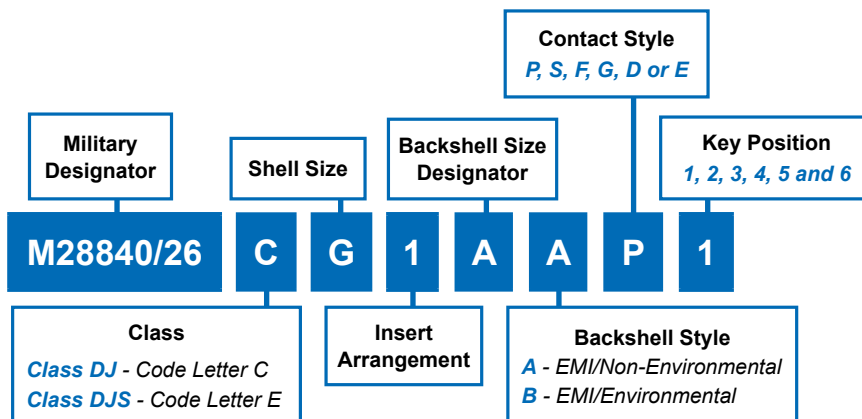 Contact Style
P, S, F, G, D or E
Military
Designator
Shell Size
Backshell Size
Designator
Key Position
1, 2, 3, 4, 5 and 6
M28840/26 C G 1 A A P 1
Class
Class DJ - Code Letter C
Class DJS - Code Letter E
Insert
Arrangement
Backshell Style
A - EMI/Non-Environmental
B - EMI/Environmental